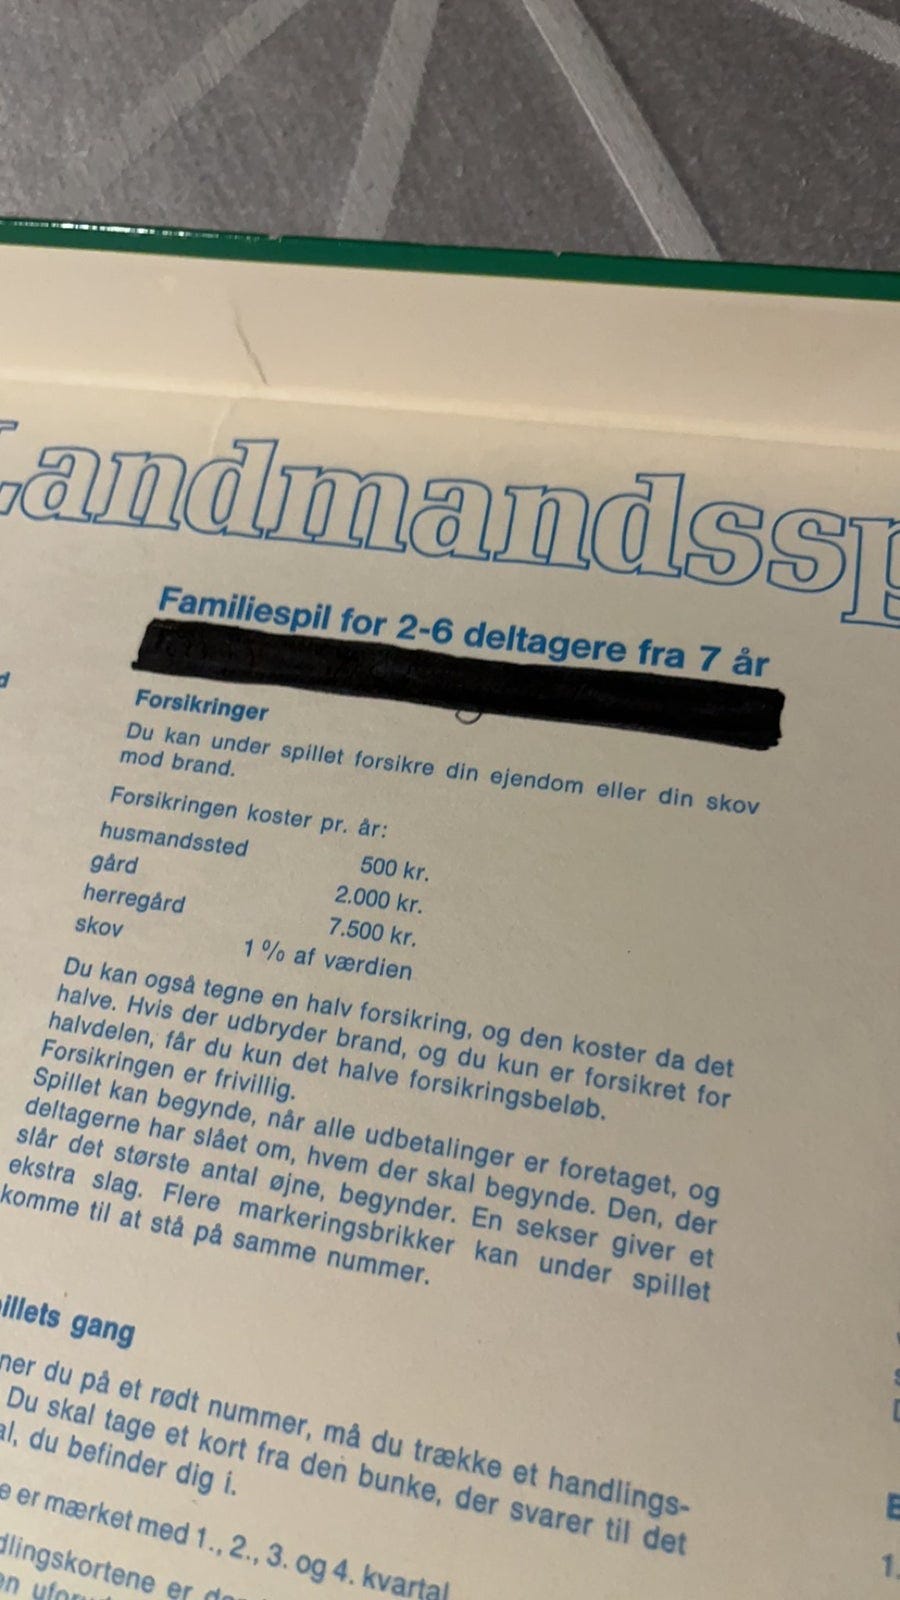 Landmandssp
Familiespil for 2-6 deltagere fra 7 år
Forsikringer
Du kan under spillet forsikre din ejendom eller din skov
mod brand.
Forsikringen koster pr. år:
husmandssted 500 kr.
gård 2.000 kr.
herregård 7.500 kr.
skov 1 % af værdien
Du kan også tegne en halv forsikring, og den koster da det
halve. Hvis der udbryder brand, og du kun er forsikret for
halvdelen, får du kun det halve forsikringsbeløb.
Forsikringen er frivillig.
Spillet kan begynde, når alle udbetalinger er foretaget, og
deltagerne har slået om, hvem der skal begynde. Den, der
slår det største antal øjne, begynder. En sekser giver et
ekstra slag. Flere markeringsbrikker kan under spillet
komme til at stå på samme nummer.
illets gang
ner du på et rødt nummer, må du trække et handlings-
Du skal tage et kort fra den bunke, der svarer til det
al, du befinder dig i.
e er mærket med 1., 2., 3. og 4. kvartal
dlingskortene er